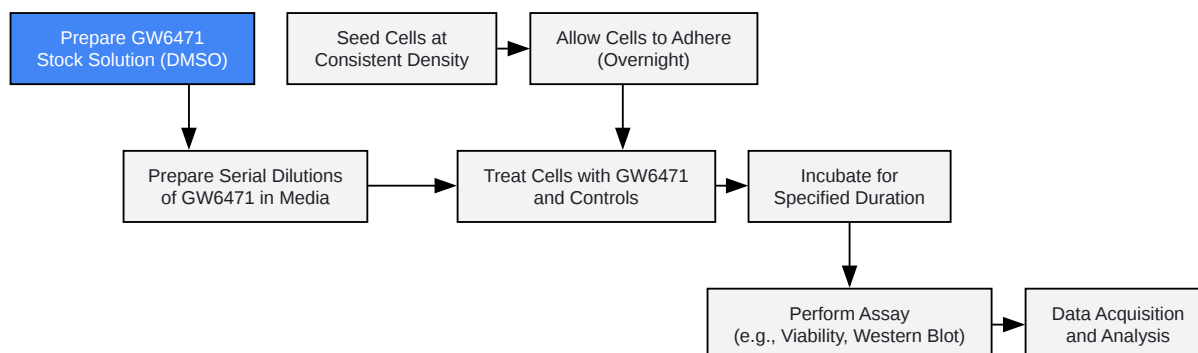 Prepare GW6471
Stock Solution (DMSO)
Seed Cells at
Consistent Density
Allow Cells to Adhere
(Overnight)
Prepare Serial Dilutions
of GW6471 in Media
Treat Cells with GW6471
and Controls
Incubate for
Specified Duration
Perform Assay
(e.g., Viability, Western Blot)
Data Acquisition
and Analysis